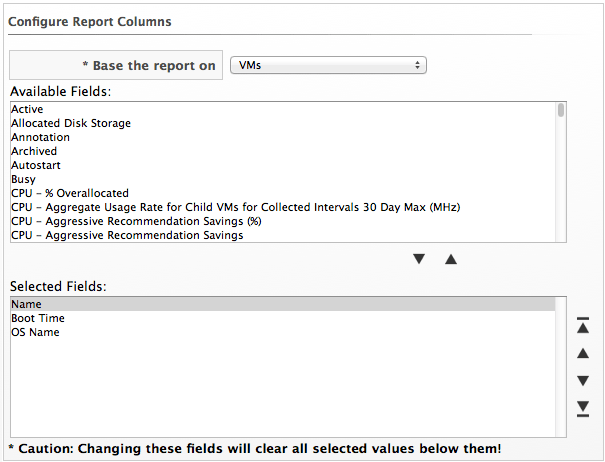 Configure Report Columns
* Base the report on VMs
Available Fields:
Active
Allocated Disk Storage
Annotation
Archived
Autostart
Busy
CPU - % Overallocated
CPU - Aggregate Usage Rate for Child VMs for Collected Intervals 30 Day Max (MHz)
CPU - Aggressive Recommendation Savings (%)
CPU - Aggressive Recommendation Savings
Selected Fields:
Name
Boot Time
OS Name
* Caution: Changing these fields will clear all selected values below them!